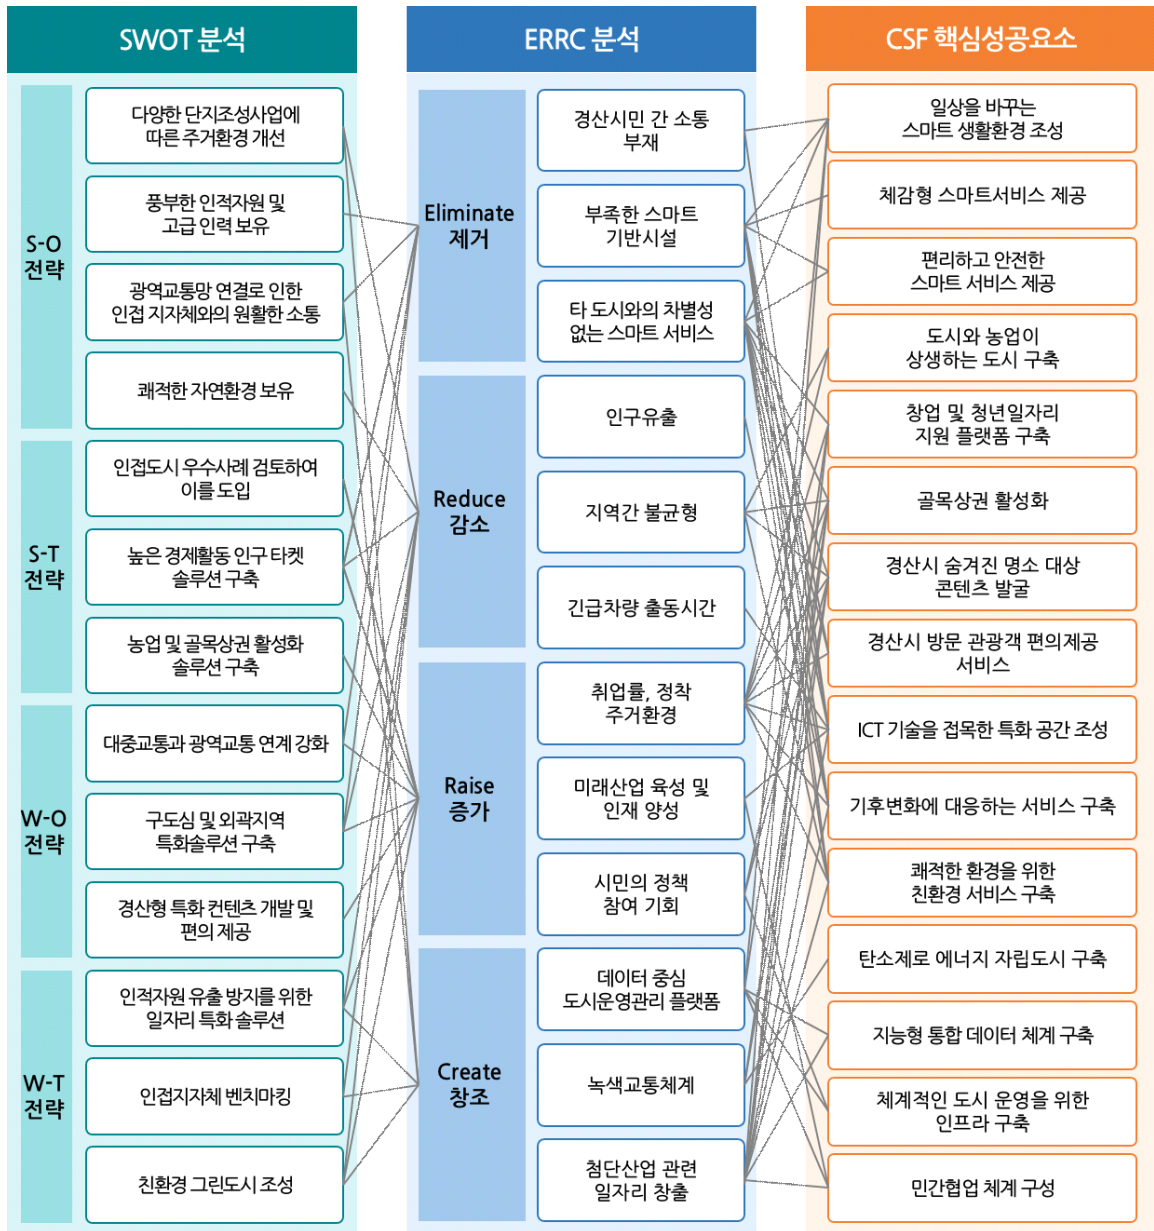 SWOT 분석
S-O
전략
다양한 단지조성사업에
따른 주거환경 개선
풍부한 인적자원 및
고급 인력 보유
광역교통망 연결로 인한
인접 지자체와의 원활한 소통
쾌적한 자연환경 보유
S-T
전략
인접도시 우수사례 검토하여
이를 도입
높은 경제활동 인구 타켓
솔루션 구축
농업 및 골목상권 활성화
솔루션 구축
W-O
전략
대중교통과 광역교통 연계 강화
구도심 및 외곽지역
특화솔루션 구축
경산형 특화 컨텐츠 개발 및
편의 제공
W-T
전략
인적자원 유출 방지를 위한
일자리 특화 솔루션
인접지자체 벤치마킹
친환경 그린도시 조성
ERRC 분석
Eliminate
제거
경산시민 간 소통
부재
부족한 스마트
기반시설
타 도시와의 차별성
없는 스마트 서비스
Reduce
감소
인구유출
지역간 불균형
긴급차량 출동시간
Raise
증가
취업률, 정착
주거환경
미래산업 육성 및
인재 양성
시민의 정책
참여 기회
Create
창조
데이터 중심
도시운영관리 플랫폼
녹색교통체계
첨단산업 관련
일자리 창출
CSF 핵심성공요소
일상을 바꾸는
스마트 생활환경 조성
체감형 스마트서비스 제공
편리하고 안전한
스마트 서비스 제공
도시와 농업이
상생하는 도시 구축
창업 및 청년일자리
지원 플랫폼 구축
골목상권 활성화
경산시 숨겨진 명소 대상
콘텐츠 발굴
경산시 방문 관광객 편의제공
서비스
ICT 기술을 접목한 특화 공간 조성
기후변화에 대응하는 서비스 구축
쾌적한 환경을 위한
친환경 서비스 구축
탄소제로 에너지 자립도시 구축
지능형 통합 데이터 체계 구축
체계적인 도시 운영을 위한
인프라 구축
민간협업 체계 구성